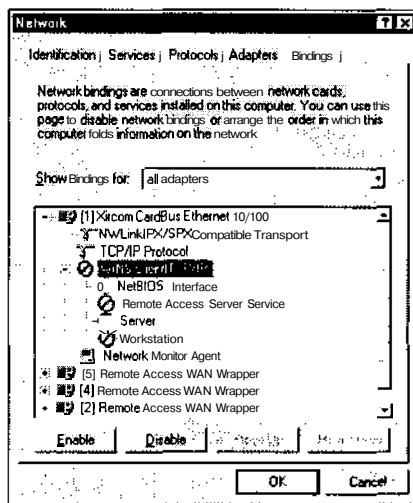 Network
Identification Services Protocols Adapters Bindings
Network bindings are connections between network cards,
protocols, and services installed on this computer. You can use this
page to disable network bindings or arrange the order in which this
computer folds information on the network
Show Bindings for: all adapters
[1] Xircom CardBus Ethernet 10/100
NWLink IPX/SPX Compatible Transport
TCP/IP Protocol
NetBIOS Interface
Remote Access Server Service
Server
Workstation
Network Monitor Agent
[5] Remote Access WAN Wrapper
[4] Remote Access WAN Wrapper
[2] Remote Access WAN Wrapper
Enable Disable
OK Cancel